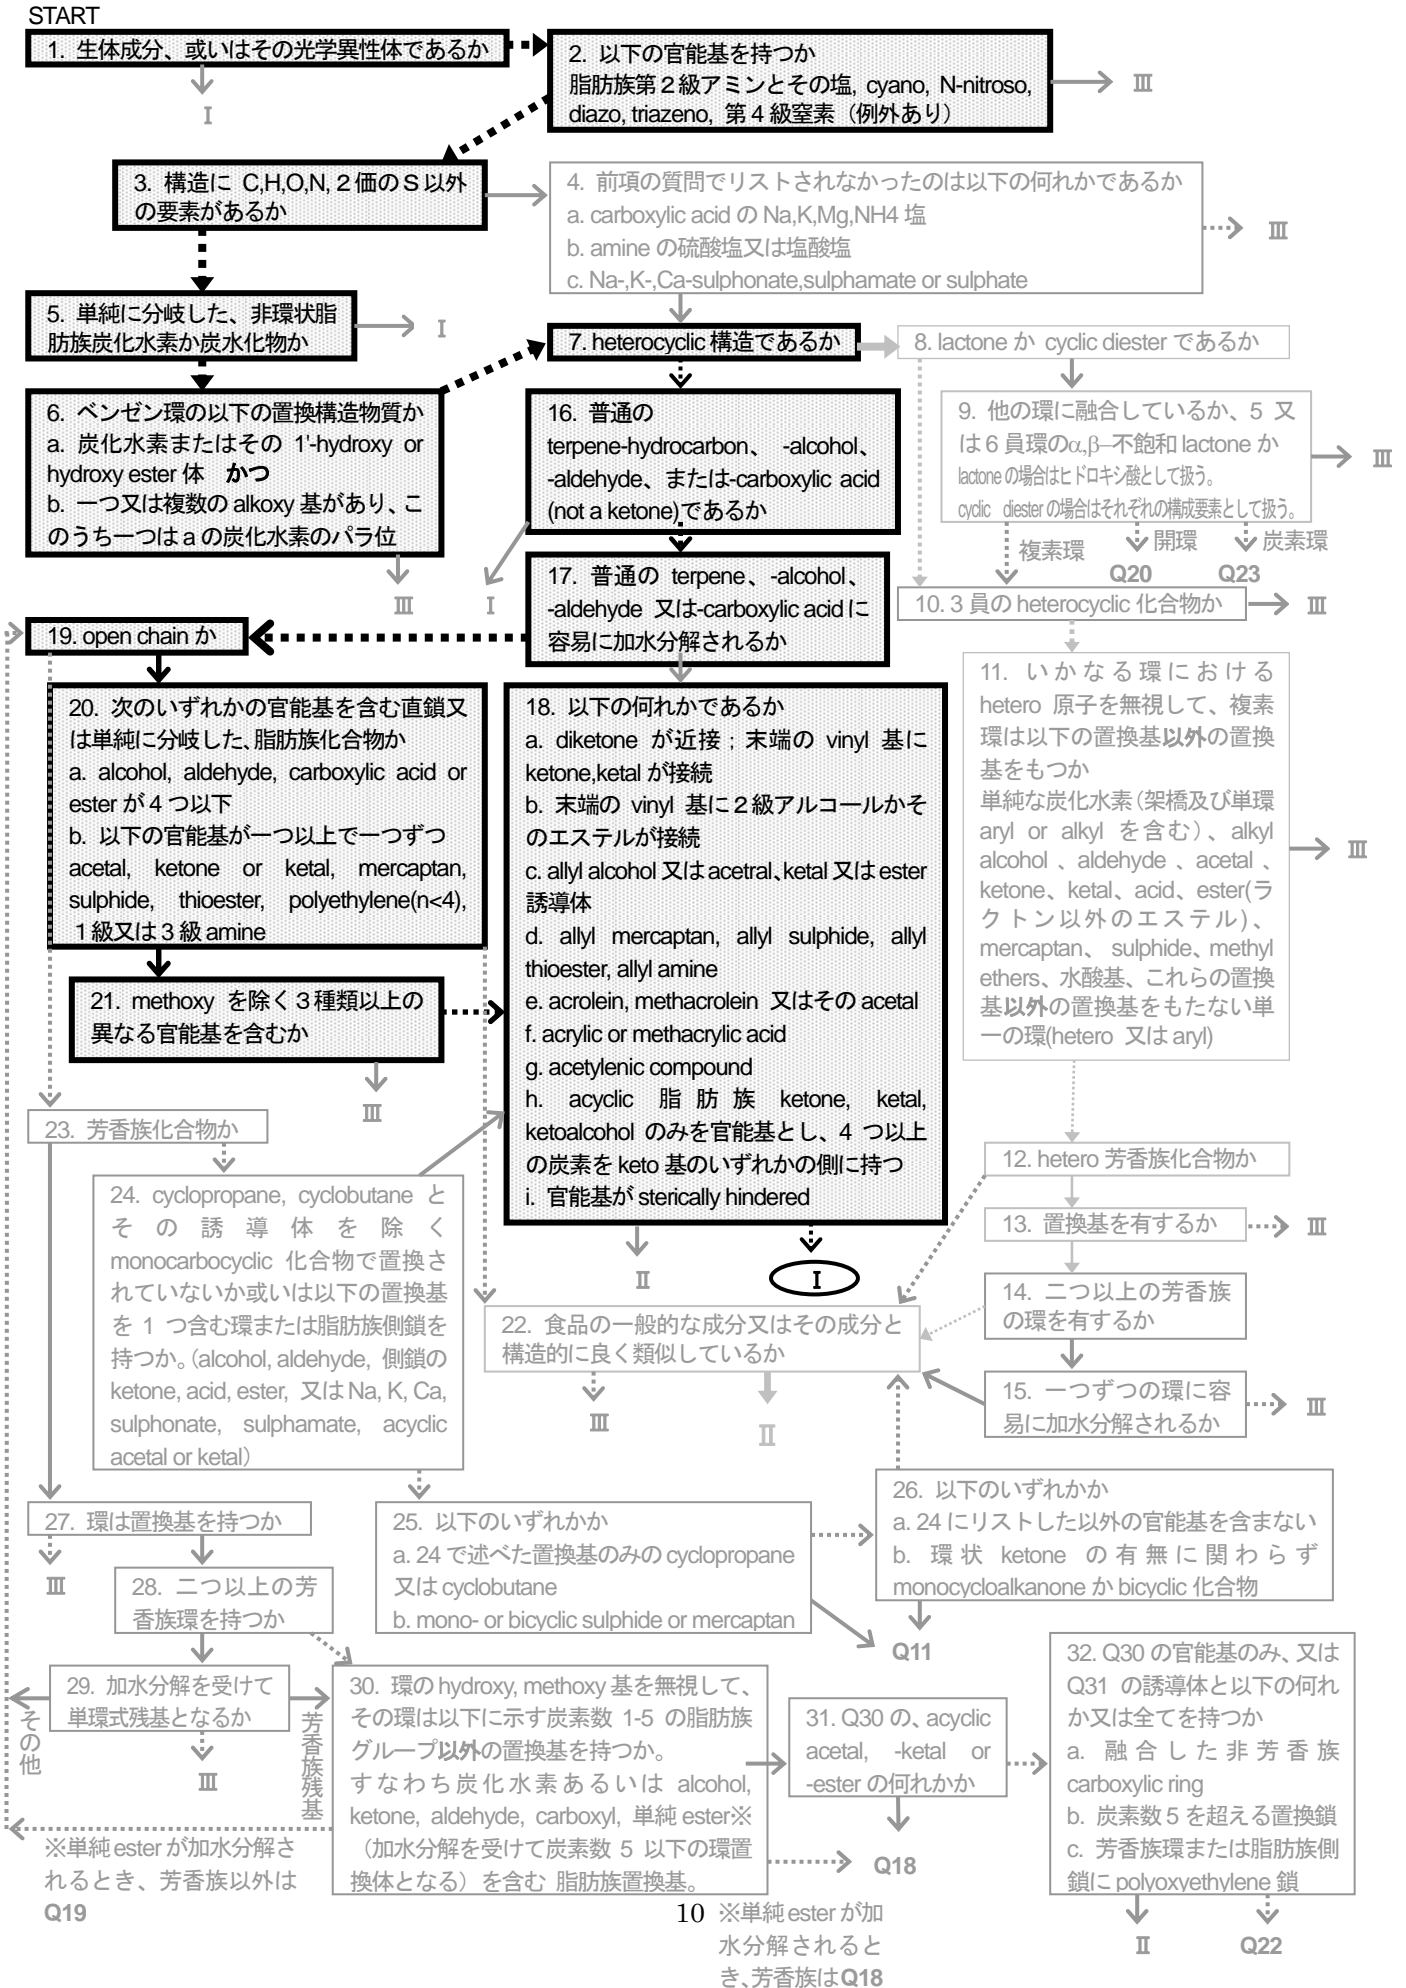 START
1. 生体成分、或いはその光学異性体であるか
I
2. 以下の官能基を持つか
脂肪族第2級アミンとその塩, cyano, N-nitroso,
diazo, triazeno, 第4級窒素（例外あり）
III
3. 構造に C,H,O,N, 2価のS以外
の要素があるか
4. 前項の質問でリストされなかったのは以下の何れかであるか
a. carboxylic acid の Na,K,Mg,NH4 塩
b. amine の硫酸塩又は塩酸塩
c. Na-,K-,Ca-sulphonate,sulphamate or sulphate
III
5. 単純に分岐した、非環状脂
肪族炭化水素か炭水化物か
I
6. ベンゼン環の以下の置換構造物質か
a. 炭化水素またはその 1'-hydroxy or
hydroxy ester 体 かつ
b. 一つ又は複数の alkoxy 基があり、こ
のうち一つは a の炭化水素のパラ位
III
7. heterocyclic 構造であるか
8. lactone か cyclic diester であるか
9. 他の環に融合しているか、5 又
は 6 員環のα,β–不飽和 lactone か
lactone の場合はヒドロキシ酸として扱う。
cyclic diester の場合はそれぞれの構成要素として扱う。
III
複素環
開環
炭素環
Q20
Q23
10. 3 員の heterocyclic 化合物か
III
16. 普通の
terpene-hydrocarbon、 -alcohol、
-aldehyde、または-carboxylic acid
(not a ketone)であるか
I
17. 普通の terpene、-alcohol、
-aldehyde 又は-carboxylic acid に
容易に加水分解されるか
19. open chain か
20. 次のいずれかの官能基を含む直鎖又
は単純に分岐した、脂肪族化合物か
a. alcohol, aldehyde, carboxylic acid or
ester が 4 つ以下
b. 以下の官能基が一つ以上で一つずつ
acetal, ketone or ketal, mercaptan,
sulphide, thioester, polyethylene(n<4),
1級又は 3 級 amine
21. methoxy を除く 3 種類以上の
異なる官能基を含むか
III
18. 以下の何れかであるか
a. diketone が近接；末端の vinyl 基に
ketone,ketal が接続
b. 末端の vinyl 基に 2 級アルコールかそ
のエステルが接続
c. allyl alcohol 又は acetral、ketal 又は ester
誘導体
d. allyl mercaptan, allyl sulphide, allyl
thioester, allyl amine
e. acrolein, methacrolein 又はその acetal
f. acrylic or methacrylic acid
g. acetylenic compound
h. acyclic 脂肪族 ketone, ketal,
ketoalcohol のみを官能基とし、4 つ以上
の炭素を keto 基のいずれかの側に持つ
i. 官能基が sterically hindered
II
I
11. いかなる環における
hetero 原子を無視して、複素
環は以下の置換基以外の置換
基をもつか
単純な炭化水素（架橋及び単環
aryl or alkyl を含む）、alkyl
alcohol 、aldehyde 、acetal 、
ketone、ketal、acid、ester(ラ
クトン以外のエステル)、
mercaptan、 sulphide、methyl
ethers、水酸基、これらの置換
基以外の置換基をもたない単
一の環(hetero 又は aryl)
III
12. hetero 芳香族化合物か
13. 置換基を有するか
III
14. 二つ以上の芳香族
の環を有するか
15. 一つずつの環に容
易に加水分解されるか
III
22. 食品の一般的な成分又はその成分と
構造的に良く類似しているか
III
II
23. 芳香族化合物か
24. cyclopropane, cyclobutane と
その誘導体を除く
monocarbocyclic 化合物で置換さ
れていないか或いは以下の置換基
を 1 つ含む環または脂肪族側鎖を
持つか。(alcohol, aldehyde, 側鎖の
ketone, acid, ester, 又は Na, K, Ca,
sulphonate, sulphamate, acyclic
acetal or ketal）
25. 以下のいずれかか
a. 24 で述べた置換基のみの cyclopropane
又は cyclobutane
b. mono- or bicyclic sulphide or mercaptan
26. 以下のいずれかか
a. 24 にリストした以外の官能基を含まない
b. 環状 ketone の有無に関わらず
monocycloalkanone か bicyclic 化合物
Q11
27. 環は置換基を持つか
III
28. 二つ以上の芳
香族環を持つか
29. 加水分解を受けて
単環式残基となるか
その他
芳香族残基
III
30. 環の hydroxy, methoxy 基を無視して、
その環は以下に示す炭素数 1-5 の脂肪族
グループ以外の置換基を持つか。
すなわち炭化水素あるいは alcohol,
ketone, aldehyde, carboxyl, 単純 ester※
（加水分解を受けて炭素数 5 以下の環置
換体となる）を含む 脂肪族置換基。
31. Q30 の、acyclic
acetal, -ketal or
-ester の何れかか
Q18
32. Q30 の官能基のみ、又は
Q31 の誘導体と以下の何れ
か又は全てを持つか
a. 融合した非芳香族
carboxylic ring
b. 炭素数 5 を超える置換鎖
c. 芳香族環または脂肪族側
鎖に polyoxyethylene 鎖
II
Q22
※単純 ester が加水分解さ
れるとき、芳香族以外は
Q19
10
※単純 ester が加
水分解されると
き、芳香族は Q18